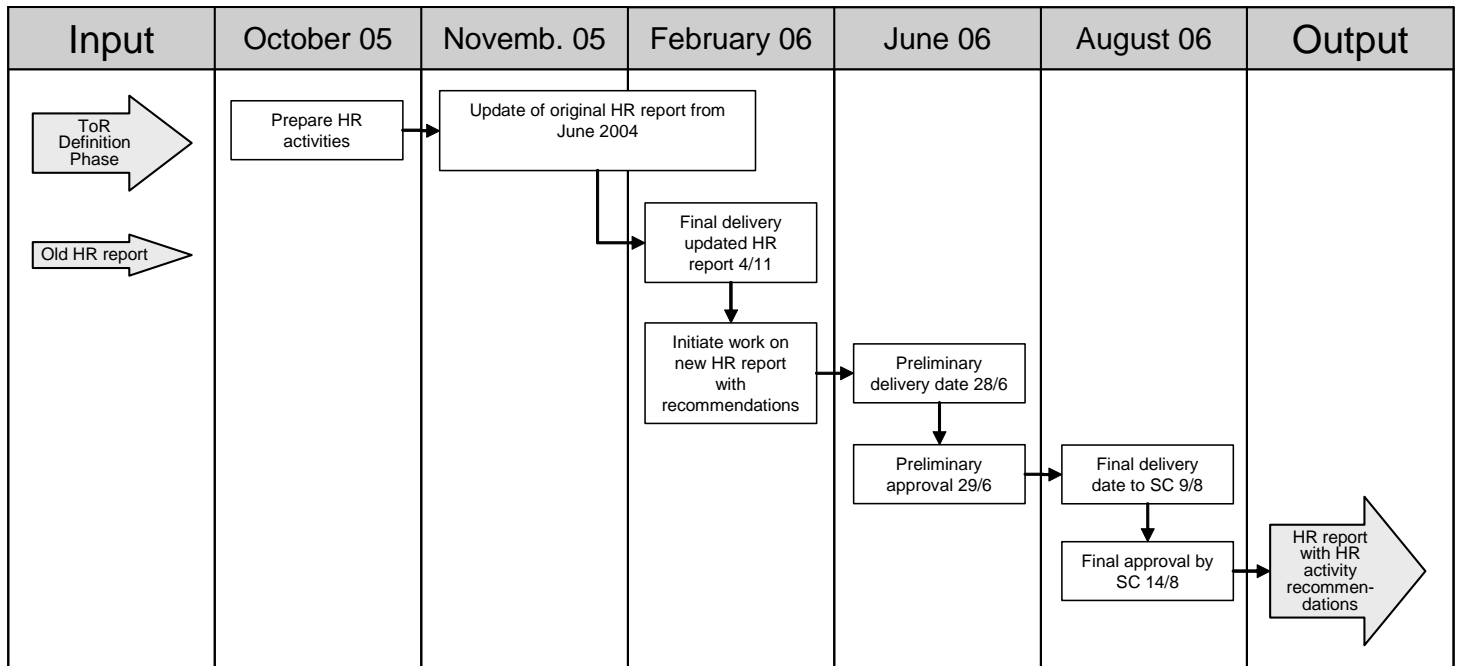 Input
October 05
Novemb. 05
February 06
June 06
August 06
Output
ToR
Definition
Phase
Prepare HR
activities
Update of original HR report from
June 2004
Old HR report
Final delivery
updated HR
report 4/11
Initiate work on
new HR report
with
recommendations
Preliminary
delivery date 28/6
Preliminary
approval 29/6
Final delivery
date to SC 9/8
Final approval by
SC 14/8
HR report
with HR
activity
recommen-
dations